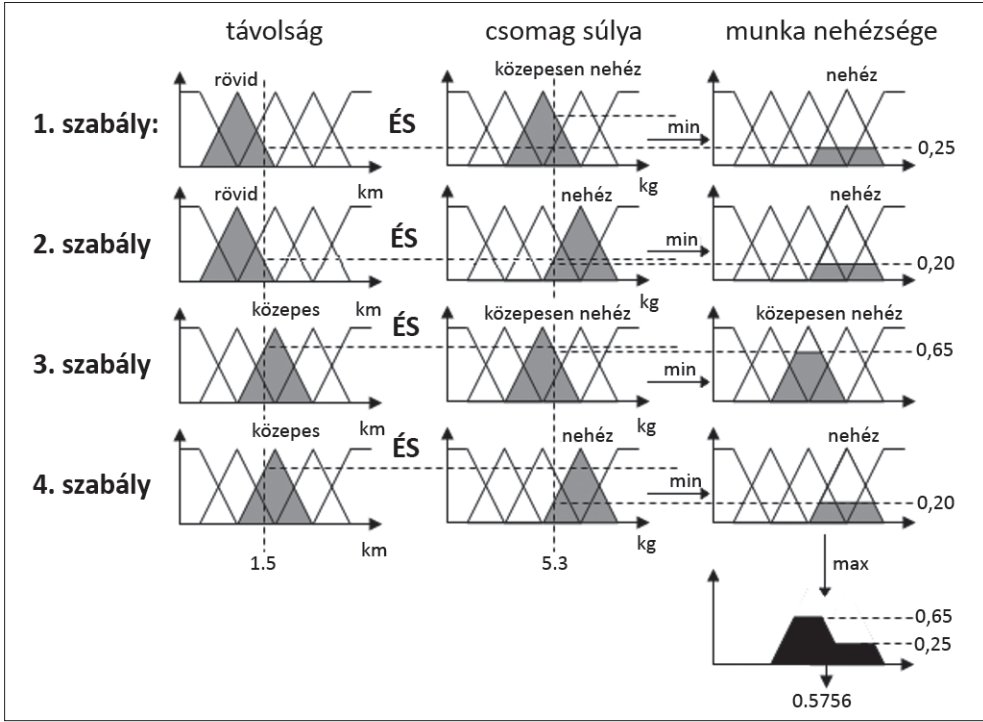 távolság csomag súlya munka nehézsége
rövid közepesen nehéz nehéz
1. szabály: ÉS min 0,25
km kg
rövid nehéz nehéz
2. szabály ÉS min 0,20
km kg
közepes közepesen nehéz közepesen nehéz
3. szabály ÉS min 0,65
km kg
közepes nehéz nehéz
4. szabály ÉS min 0,20
km kg
1.5 5.3 max
0,65
0,25
0.5756